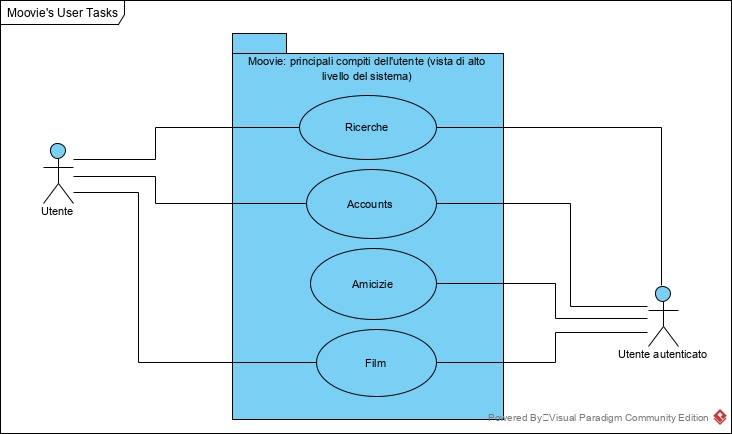 Moovie's User Tasks
Moovie: principali compiti dell'utente (vista di alto
livello del sistema)
Ricerche
Accounts
Utente
Amicizie
Film
Utente autenticato
Powered By Visual Paradigm Community Edition